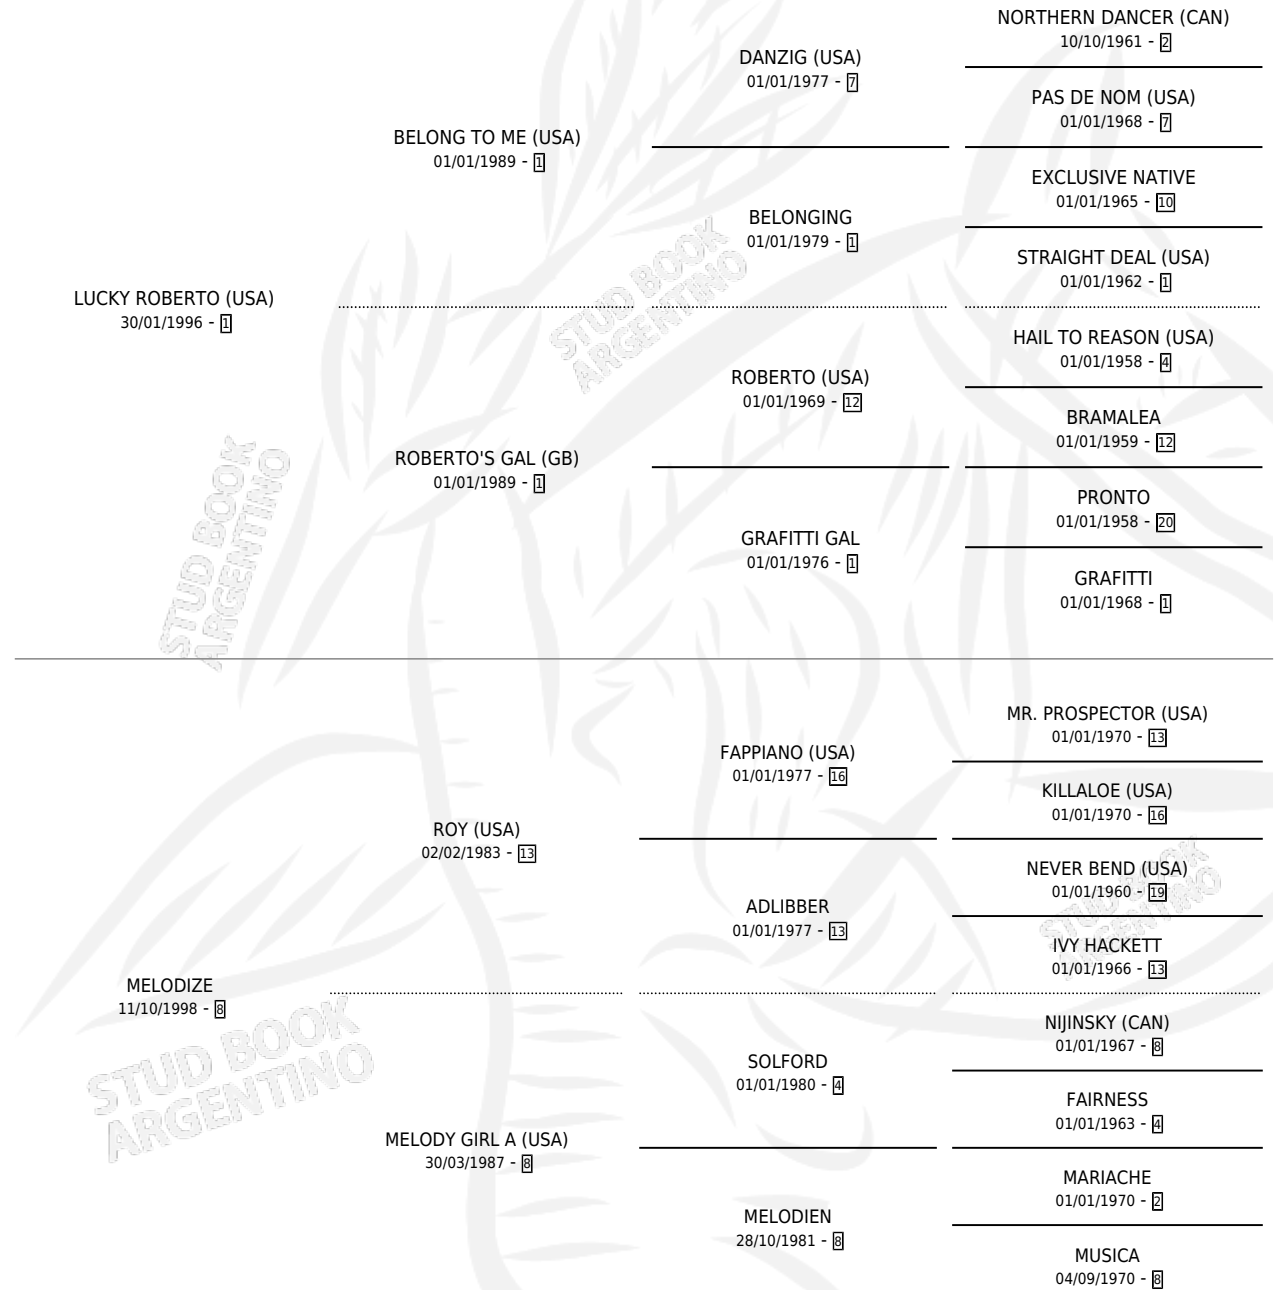 NORTHERN DANCER (CAN)
10/10/1961 - 2
DANZIG (USA)
01/01/1977 - 7
PAS DE NOM (USA)
01/01/1968 - 7
BELONG TO ME (USA)
01/01/1989 - 1
EXCLUSIVE NATIVE
01/01/1965 - 10
BELONGING
01/01/1979 - 1
STRAIGHT DEAL (USA)
01/01/1962 - 1
LUCKY ROBERTO (USA)
30/01/1996 - 1
HAIL TO REASON (USA)
01/01/1958 - 4
ROBERTO (USA)
01/01/1969 - 12
BRAMALEA
01/01/1959 - 12
ROBERTO'S GAL (GB)
01/01/1989 - 1
PRONTO
01/01/1958 - 20
GRAFITTI GAL
01/01/1976 - 1
GRAFITTI
01/01/1968 - 1
STUD BOOK
ARGENTINO
STUD BOOK
ARGENTINO
MR. PROSPECTOR (USA)
01/01/1970 - 13
FAPPIANO (USA)
01/01/1977 - 16
KILLALOE (USA)
01/01/1970 - 16
ROY (USA)
02/02/1983 - 13
NEVER BEND (USA)
01/01/1960 - 19
ADLIBBER
01/01/1977 - 13
IVY HACKETT
01/01/1966 - 13
STUD BOOK
ARGENTINO
MELODIZE
11/10/1998 - 8
NIJINSKY (CAN)
01/01/1967 - 8
SOLFORD
01/01/1980 - 4
FAIRNESS
01/01/1963 - 4
MELODY GIRL A (USA)
30/03/1987 - 8
MARIACHE
01/01/1970 - 2
MELODIEN
28/10/1981 - 8
MUSICA
04/09/1970 - 8
STUD BOOK
ARGENTINO